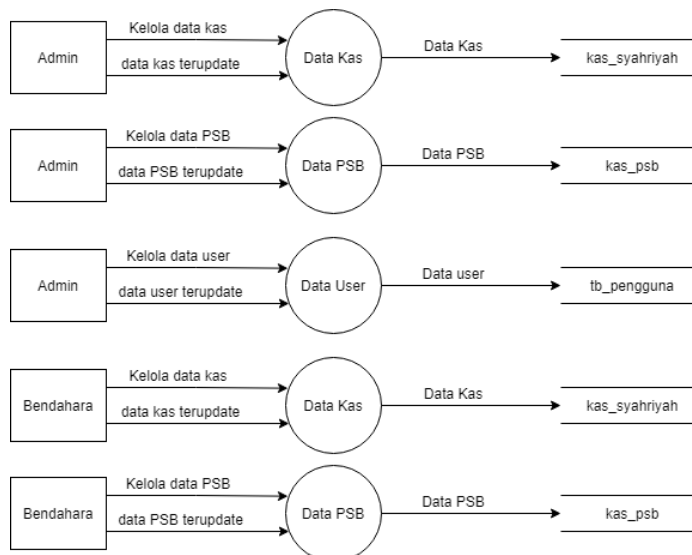 Kelola data kas
Admin
data kas terupdate
Data Kas
Data Kas
kas_syahriyah
Kelola data PSB
Admin
data PSB terupdate
Data PSB
Data PSB
kas_psb
Kelola data user
Admin
data user terupdate
Data User
Data user
tb_pengguna
Kelola data kas
Bendahara
data kas terupdate
Data Kas
Data Kas
kas_syahriyah
Kelola data PSB
Bendahara
data PSB terupdate
Data PSB
Data PSB
kas_psb